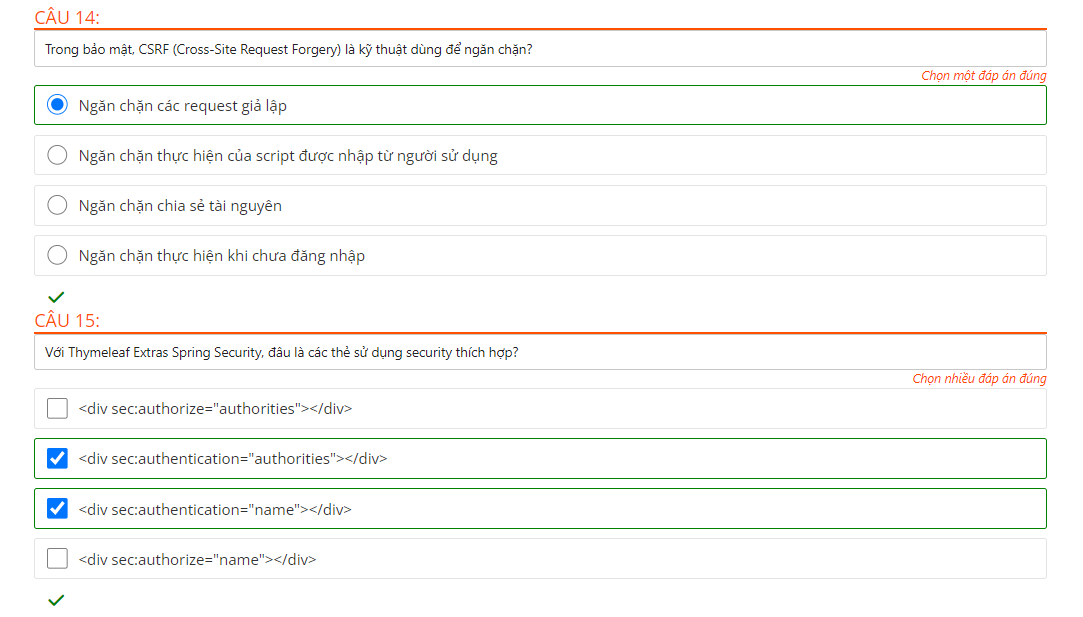 CÂU 14:
Trong bảo mật, CSRF (Cross-Site Request Forgery) là kỹ thuật dùng để ngăn chặn?
Chọn một đáp án đúng
Ngăn chặn các request giả lập
Ngăn chặn thực hiện của script được nhập từ người sử dụng
Ngăn chặn chia sẻ tài nguyên
Ngăn chặn thực hiện khi chưa đăng nhập
CÂU 15:
Với Thymeleaf Extras Spring Security, đâu là các thẻ sử dụng security thích hợp?
Chọn nhiều đáp án đúng
<div sec:authorize="authorities"></div>
<div sec:authentication="authorities"></div>
<div sec:authentication="name"></div>
<div sec:authorize="name"></div>